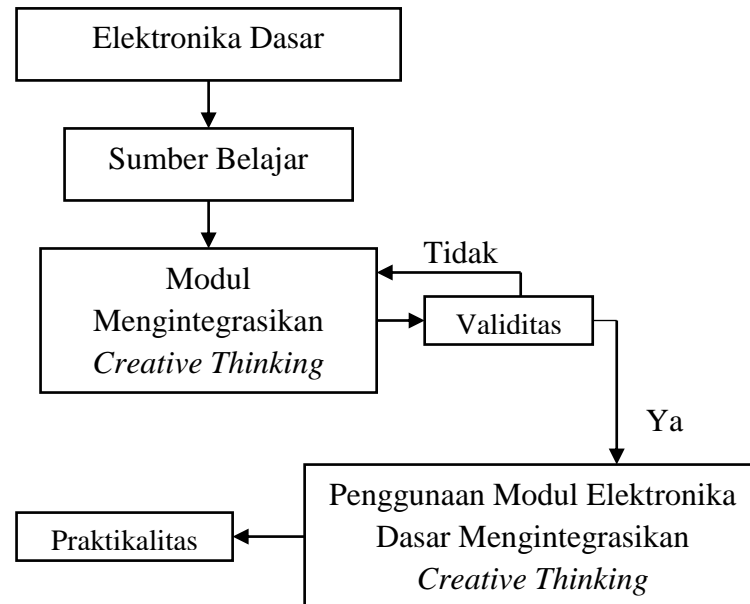 Elektronika Dasar
Sumber Belajar
Modul
Mengintegrasikan
Creative Thinking
Tidak
Validitas
Ya
Penggunaan Modul Elektronika
Dasar Mengintegrasikan
Creative Thinking
Praktikalitas